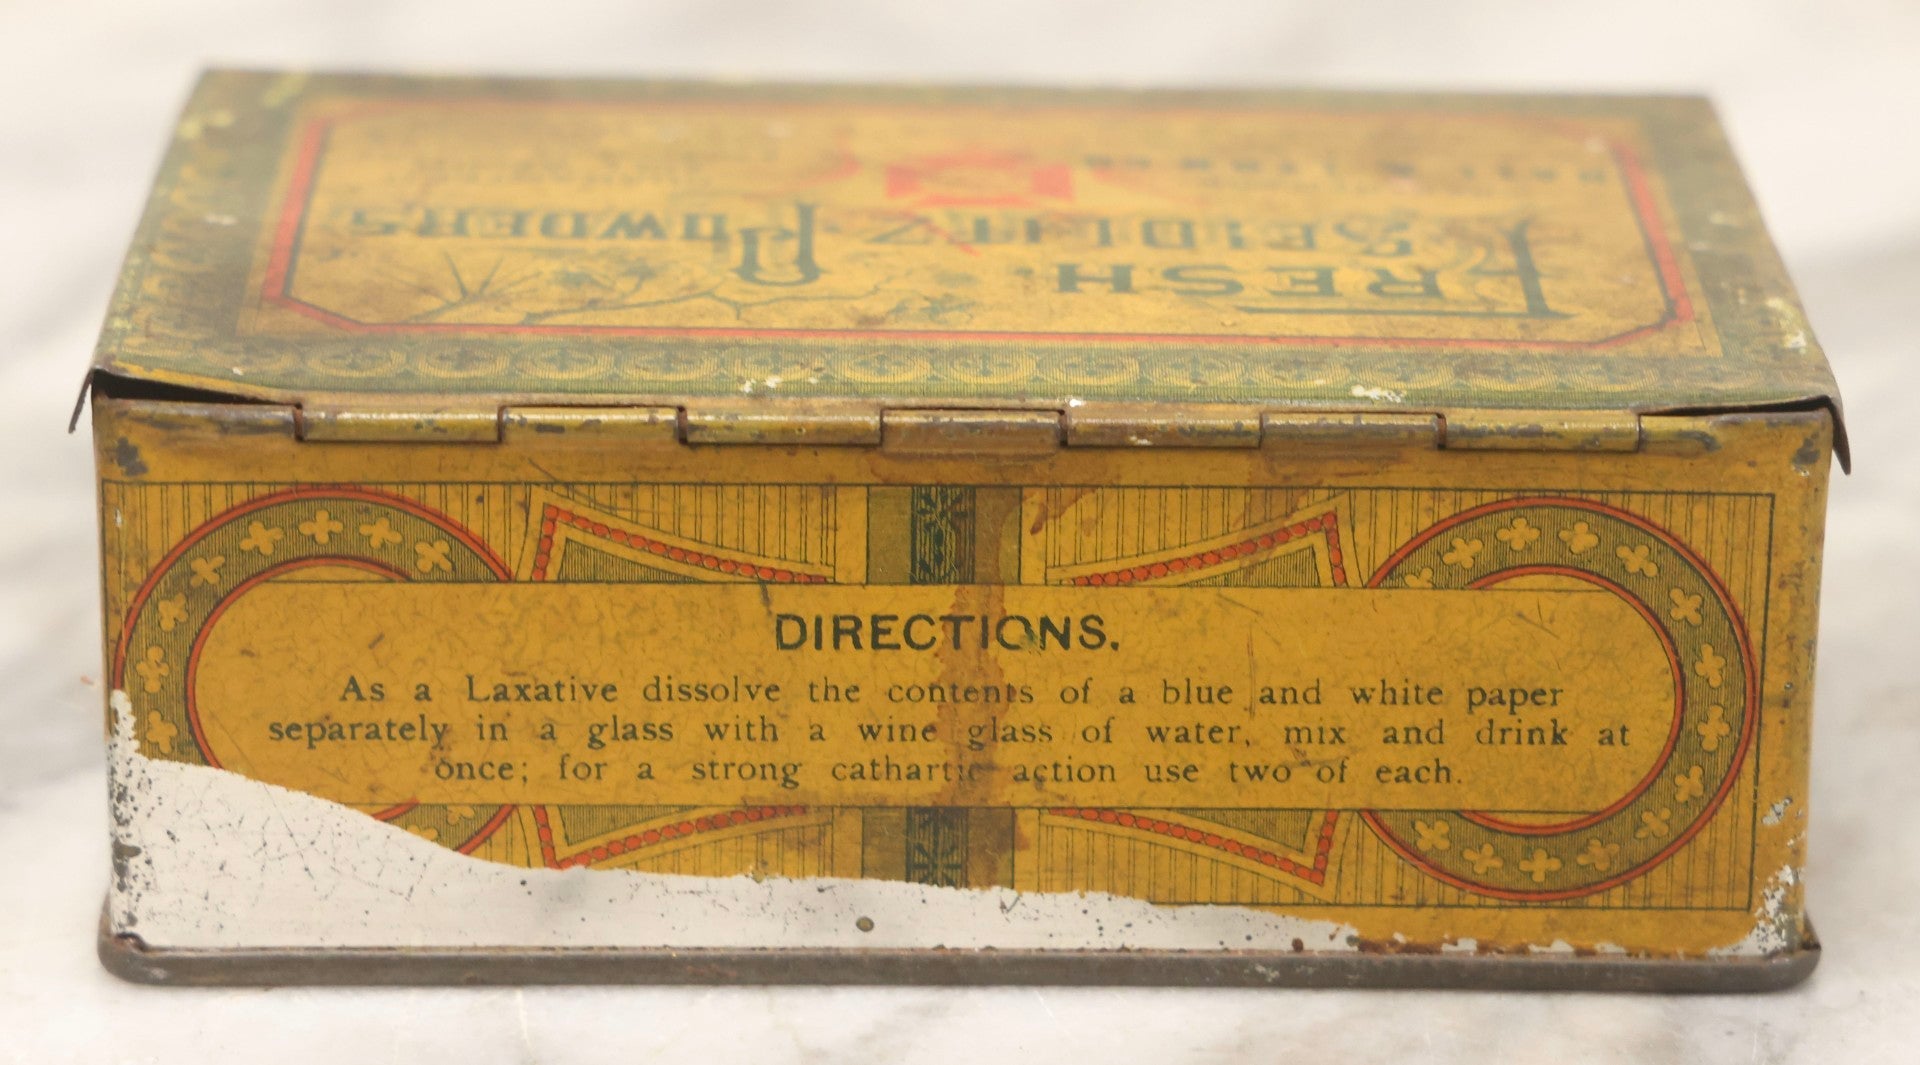 FRESH
SEIDLITZ POWDERS
DIRECTIONS.
As a Laxative dissolve the contents of a blue and white paper
separately in a glass with a wine glass of water, mix and drink at
once; for a strong cathartic action use two of each.